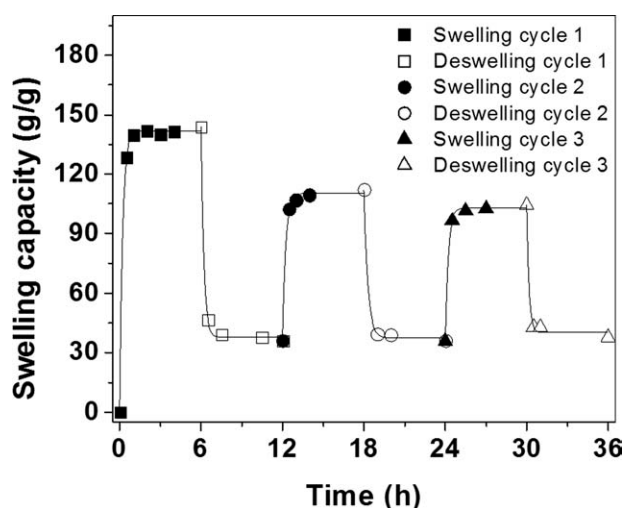 Swelling capacity (g/g)
180
150
120
90
60
30
0
Swelling cycle 1
Deswelling cycle 1
Swelling cycle 2
Deswelling cycle 2
Swelling cycle 3
Deswelling cycle 3
0 6 12 18 24 30 36
Time (h)